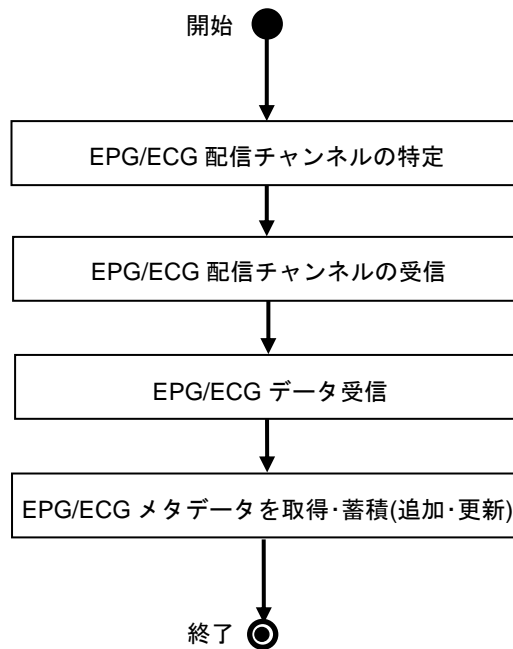 開始
EPG/ECG 配信チャンネルの特定
EPG/ECG 配信チャンネルの受信
EPG/ECG データ受信
EPG/ECG メタデータを取得･蓄積(追加･更新)
終了